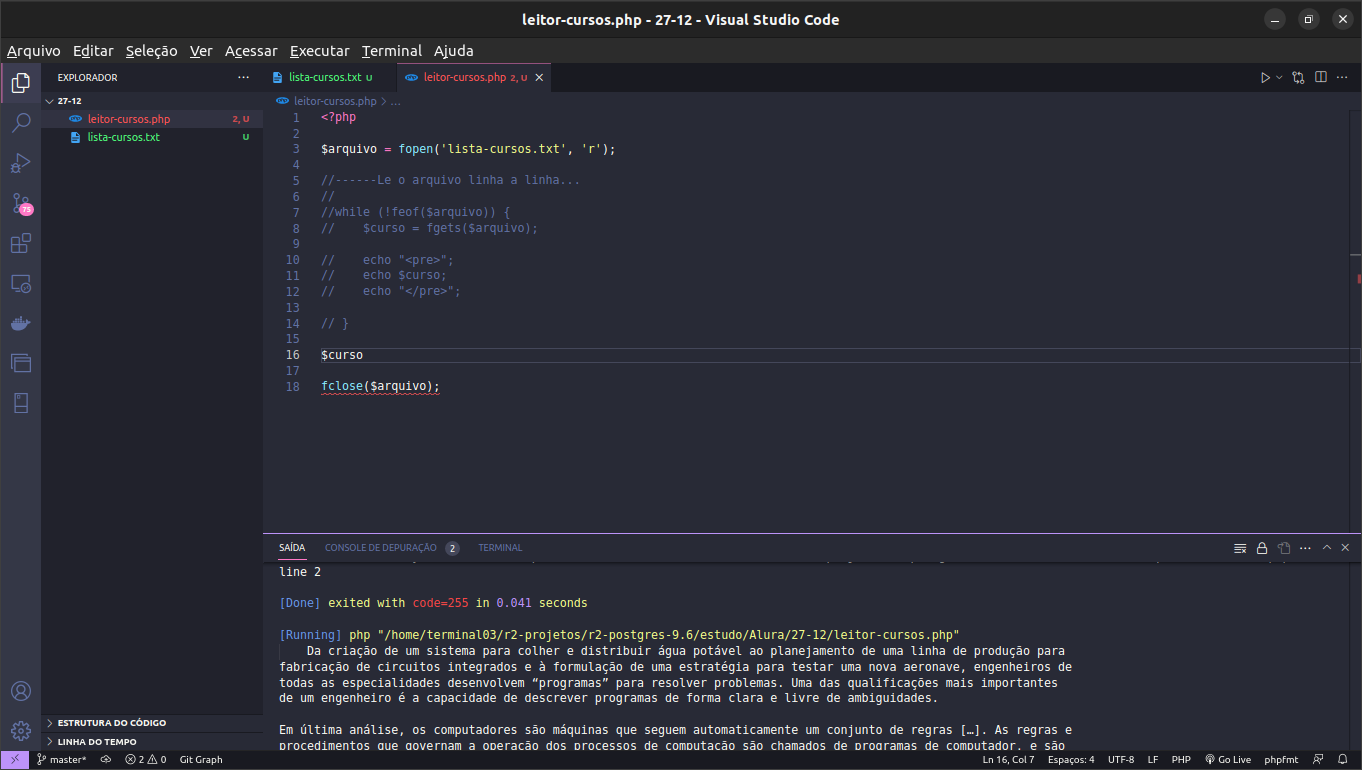 leitor-cursos.php - 27-12 - Visual Studio Code
Arquivo Editar Seleção Ver Acessar Executar Terminal Ajuda
EXPLORADOR
27-12
leitor-cursos.php 2, U
lista-cursos.txt U
75
ESTRUTURA DO CÓDIGO
LINHA DO TEMPO
lista-cursos.txt U
leitor-cursos.php 2, U
leitor-cursos.php > ...
1 <?php
2
3 $arquivo = fopen('lista-cursos.txt', 'r');
4
5 //------Le o arquivo linha a linha...
6 //
7 //while (!feof($arquivo)) {
8 //    $curso = fgets($arquivo);
9
10 //    echo "<pre>";
11 //    echo $curso;
12 //    echo "</pre>";
13
14 // }
15
16 $curso
17
18 fclose($arquivo);
SAÍDA CONSOLE DE DEPURAÇÃO 2 TERMINAL
line 2
[Done] exited with code=255 in 0.041 seconds
[Running] php "/home/terminal03/r2-projetos/r2-postgres-9.6/estudo/Alura/27-12/leitor-cursos.php"
Da criação de um sistema para colher e distribuir água potável ao planejamento de uma linha de produção para
fabricação de circuitos integrados e à formulação de uma estratégia para testar uma nova aeronave, engenheiros de
todas as especialidades desenvolvem “programas” para resolver problemas. Uma das qualificações mais importantes
de um engenheiro é a capacidade de descrever programas de forma clara e livre de ambiguidades.
Em última análise, os computadores são máquinas que seguem automaticamente um conjunto de regras […]. As regras e
procedimentos que governam a operação dos processos de computação são chamados de programas de computador, e são
master* 2 0 Git Graph Ln 16, Col 7 Espaços: 4 UTF-8 LF PHP Go Live phpfmt